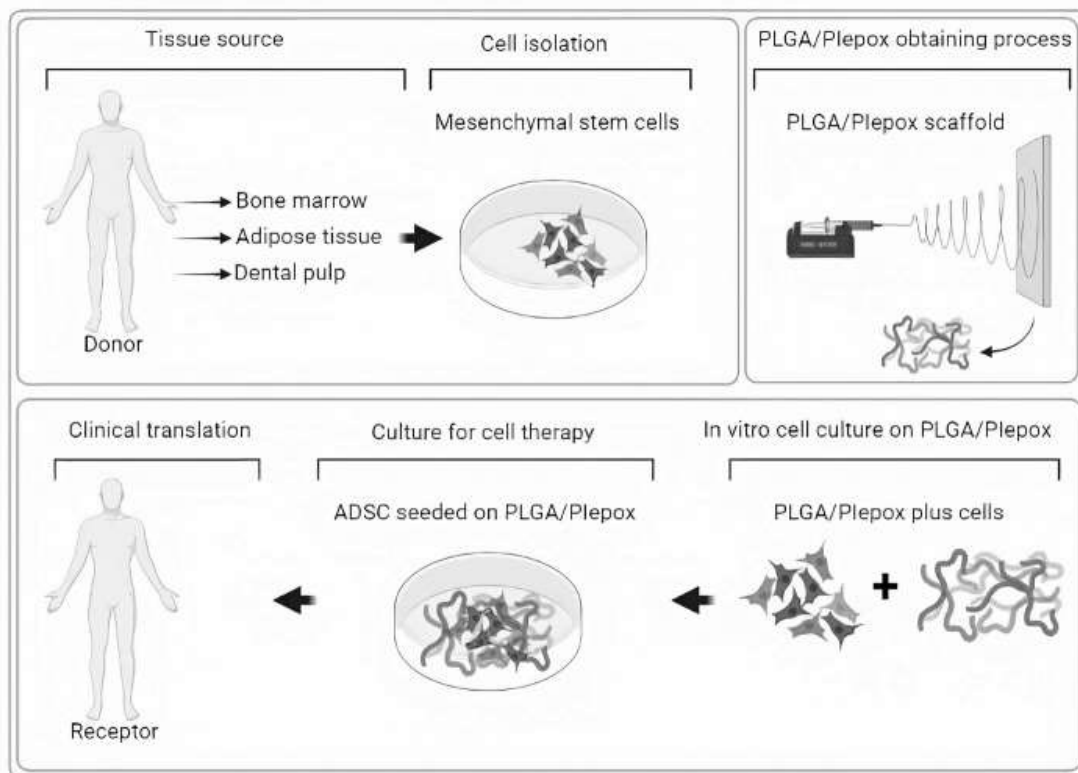 Tissue source
Cell isolation
PLGA/Plepox obtaining process
Mesenchymal stem cells
PLGA/Plepox scaffold
Bone marrow
Adipose tissue
Dental pulp
Donor
Clinical translation
Culture for cell therapy
In vitro cell culture on PLGA/Plepox
ADSC seeded on PLGA/Plepox
PLGA/Plepox plus cells
+
Receptor